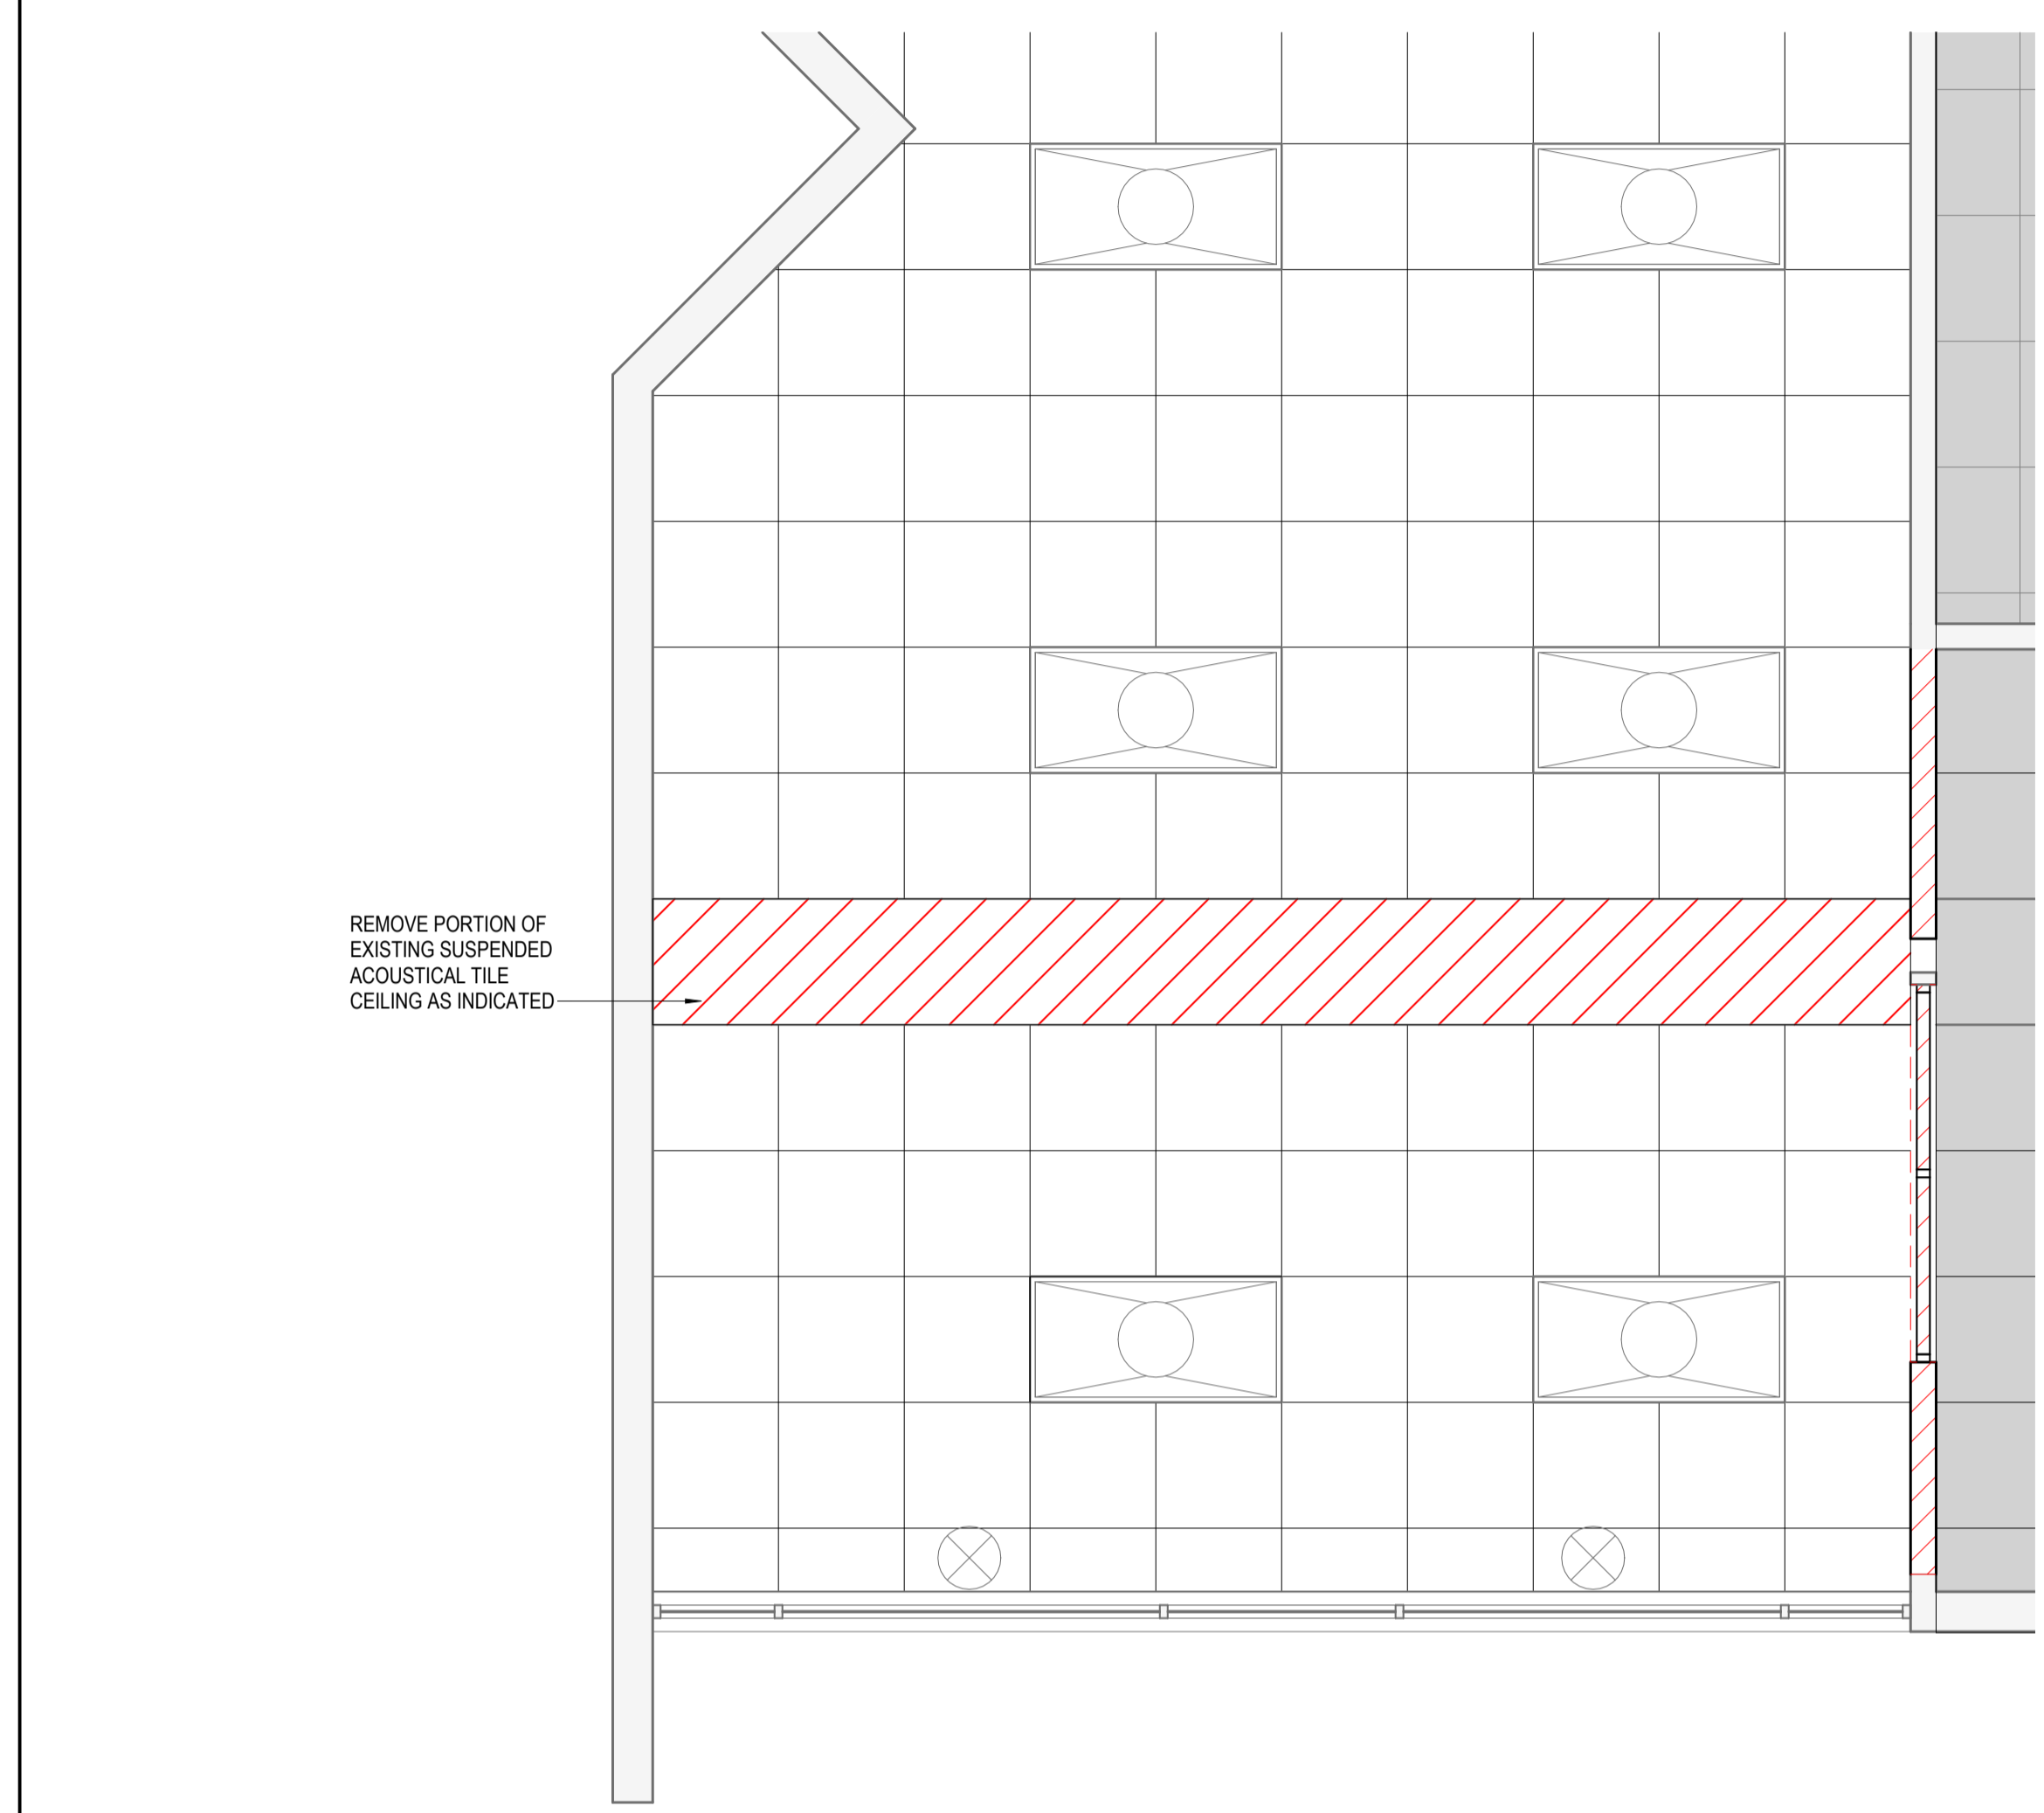 REMOVE PORTION OF
EXISTING SUSPENDED
ACOUSTICAL TILE
CEILING AS INDICATED